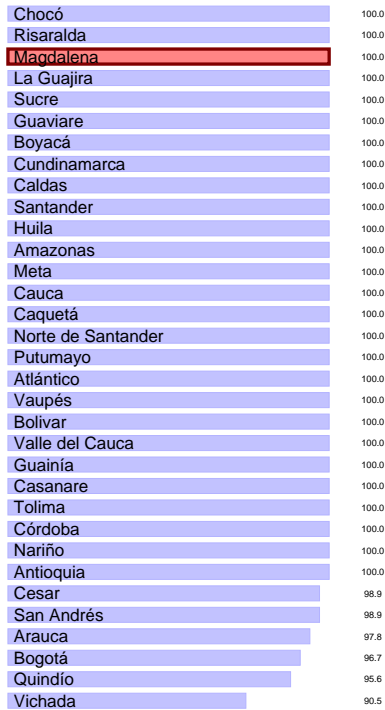 Chocó 100.0
Risaralda 100.0
Magdalena 100.0
La Guajira 100.0
Sucre 100.0
Guaviare 100.0
Boyacá 100.0
Cundinamarca 100.0
Caldas 100.0
Santander 100.0
Huila 100.0
Amazonas 100.0
Meta 100.0
Cauca 100.0
Caquetá 100.0
Norte de Santander 100.0
Putumayo 100.0
Atlántico 100.0
Vaupés 100.0
Bolivar 100.0
Valle del Cauca 100.0
Guainía 100.0
Casanare 100.0
Tolima 100.0
Córdoba 100.0
Nariño 100.0
Antioquia 100.0
Cesar 98.9
San Andrés 98.9
Arauca 97.8
Bogotá 96.7
Quindío 95.6
Vichada 90.5